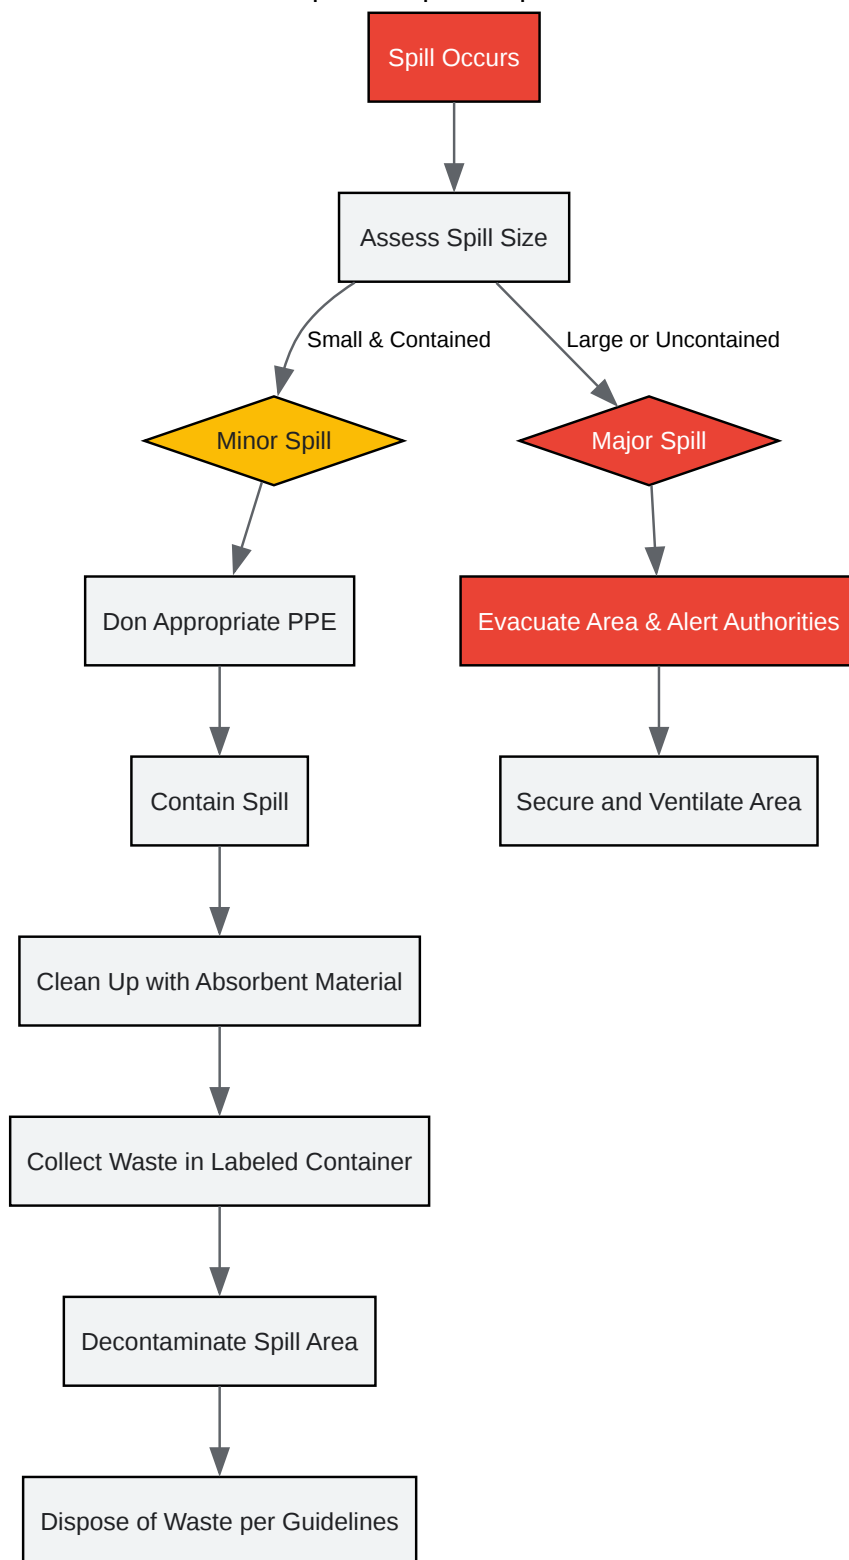 Spill Occurs
Assess Spill Size
Small & Contained
Large or Uncontained
Minor Spill
Major Spill
Don Appropriate PPE
Evacuate Area & Alert Authorities
Contain Spill
Secure and Ventilate Area
Clean Up with Absorbent Material
Collect Waste in Labeled Container
Decontaminate Spill Area
Dispose of Waste per Guidelines